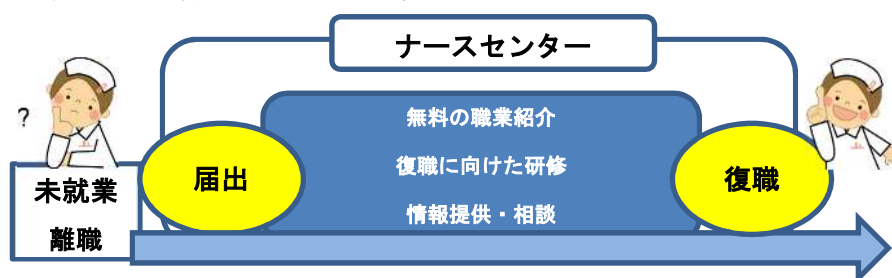 ナースセンター
無料の職業紹介
?
届出
復職に向けた研修
復職
未就業
離職
情報提供・相談